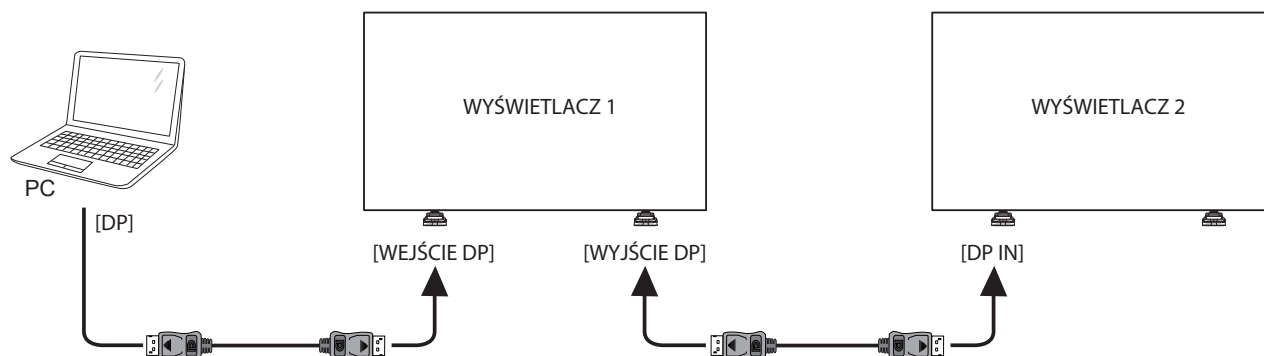 WYŚWIETLACZ 1
WYŚWIETLACZ 2
PC
[DP]
[WEJŚCIE DP]
[WYJŚCIE DP]
[DP IN]